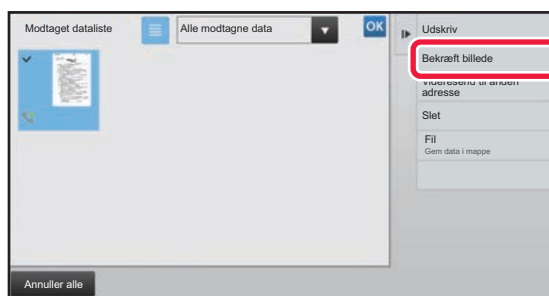 Modtaget dataliste
Alle modtagne data
OK
Udskriv
Bekræft billede
Videresend til anden
adresse
Slet
Fil
Gem data i mappe
Annuller alle